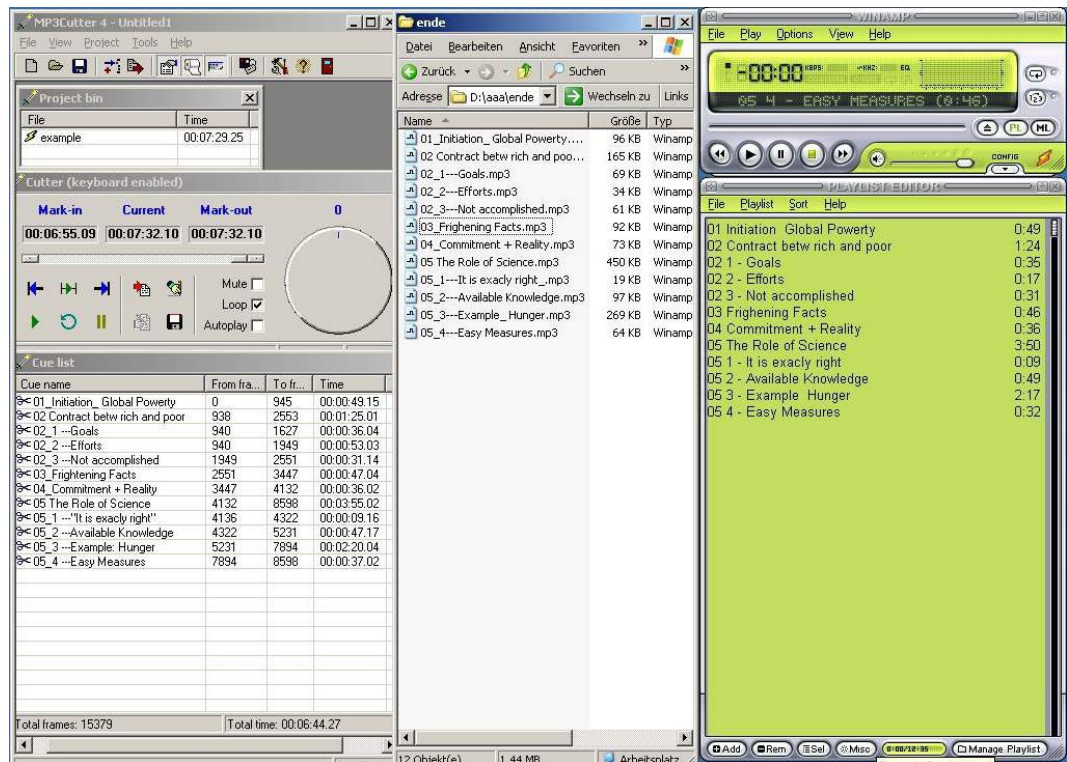 MP3Cutter 4 - Untitled1
File View Project Tools Help
Project bin
File Time
example 00:07:29.25
Cutter (keyboard enabled)
Mark-in Current Mark-out 0
00:06:55.09 00:07:32.10 00:07:32.10
Mute
Loop
Autoplay
Cue list
Cue name From fra... To fr... Time
01_Initiation_ Global Powerty 0 945 00:00:49.15
02 Contract betw rich and poor 938 2553 00:01:25.01
02_1 ---Goals 940 1627 00:00:36.04
02_2 ---Efforts 940 1949 00:00:53.03
02_3 ---Not accomplished 1949 2551 00:00:31.14
03_Frightening Facts 2551 3447 00:00:47.04
04_Commitment + Reality 3447 4132 00:00:36.02
05 The Role of Science 4132 8598 00:03:55.02
05_1 ---"It is exacly right" 4136 4322 00:00:09.16
05_2 ---Available Knowledge 4322 5231 00:00:47.17
05_3 ---Example: Hunger 5231 7894 00:02:20.04
05_4 ---Easy Measures 7894 8598 00:00:37.02
Total frames: 15379 Total time: 00:06:44.27
ende
Datei Bearbeiten Ansicht Favoriten »
Zurück Suchen »
Adresse D:\aaa\ende Wechseln zu Links
Name Größe Typ
01_Initiation_ Global Powerty.... 96 KB Winamp
02 Contract betw rich and poo... 165 KB Winamp
02_1---Goals.mp3 69 KB Winamp
02_2---Efforts.mp3 34 KB Winamp
02_3---Not accomplished.mp3 61 KB Winamp
03_Frighening Facts.mp3 92 KB Winamp
04_Commitment + Reality.mp3 73 KB Winamp
05 The Role of Science.mp3 450 KB Winamp
05_1---It is exacly right_.mp3 19 KB Winamp
05_2---Available Knowledge.mp3 97 KB Winamp
05_3---Example_ Hunger.mp3 269 KB Winamp
05_4---Easy Measures.mp3 64 KB Winamp
12 Objekt(e) 1,44 MB Arbeitsplatz
WINAMP
File Play Options View Help
-00:00 KBPS KHZ EQ
05 4 - EASY MEASURES (0:46)
PL ML
CONFIG
PLAYLIST EDITOR
File Playlist Sort Help
01 Initiation Global Powerty 0:49
02 Contract betw rich and poor 1:24
02 1 - Goals 0:35
02 2 - Efforts 0:17
02 3 - Not accomplished 0:31
03 Frighening Facts 0:46
04 Commitment + Reality 0:36
05 The Role of Science 3:50
05 1 - It is exacly right 0:09
05 2 - Available Knowledge 0:49
05 3 - Example Hunger 2:17
05 4 - Easy Measures 0:32
Add Rem Sel Misc 0:00/12:35 Manage Playlist